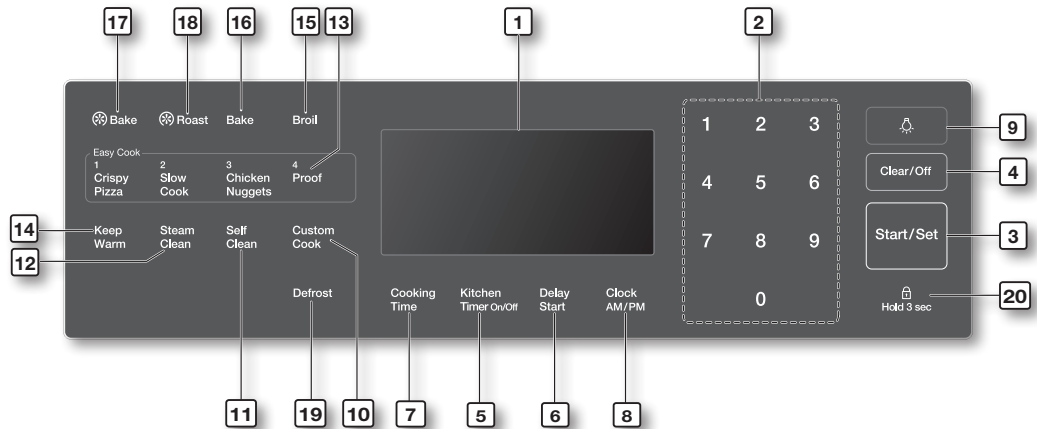 17
18
16
15
13
1
2
Bake
Roast
Bake
Broil
Easy Cook
1
Crispy
Pizza
2
Slow
Cook
3
Chicken
Nuggets
4
Proof
1 2 3
4 5 6
7 8 9
0
9
Clear/Off
4
Start/Set
3
Hold 3 sec
20
14
Keep
Warm
12
Steam
Clean
Self
Clean
Custom
Cook
Defrost
Cooking
Time
Kitchen
Timer On/Off
Delay
Start
Clock
AM/PM
11
19
10
7
5
6
8